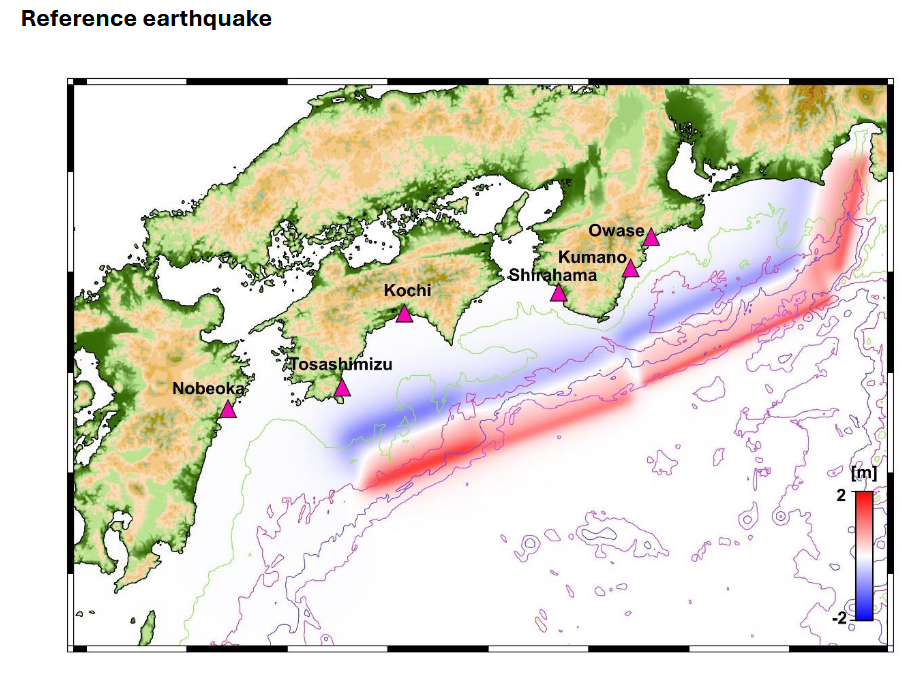 Reference earthquake
Owase
Kumano
Shirahama
Kochi
Tosashimizu
Nobeoka
[m]
2
-2